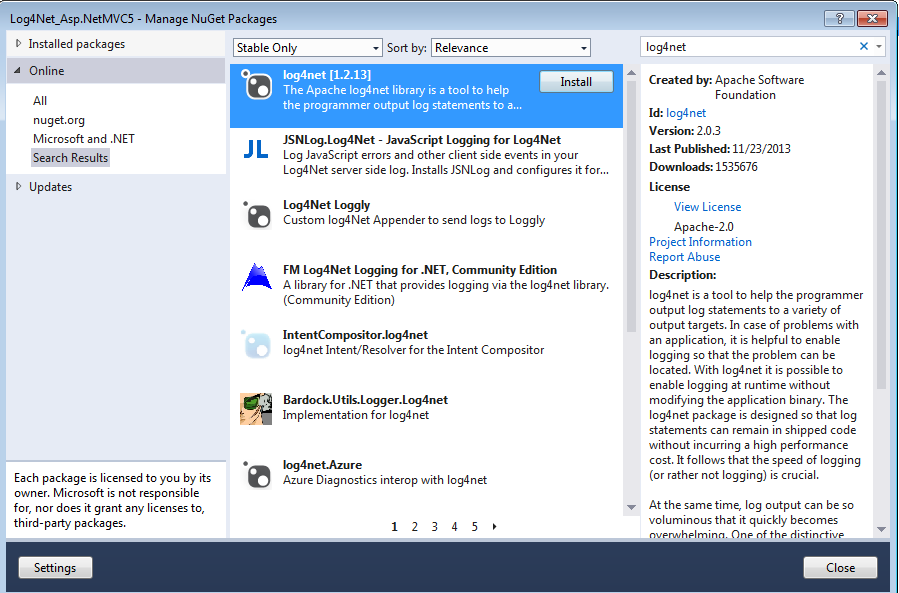 Log4Net_Asp.NetMVC5 - Manage NuGet Packages
?
Installed packages
Online
All
nuget.org
Microsoft and .NET
Search Results
Updates
Each package is licensed to you by its
owner. Microsoft is not responsible
for, nor does it grant any licenses to,
third-party packages.
Stable Only
Sort by:
Relevance
log4net [1.2.13]
The Apache log4net library is a tool to help
the programmer output log statements to a...
Install
JL
JSNLog.Log4Net - JavaScript Logging for Log4Net
Log JavaScript errors and other client side events in your
Log4Net server side log. Installs JSNLog and configures it for...
Log4Net Loggly
Custom log4Net Appender to send logs to Loggly
FM Log4Net Logging for .NET, Community Edition
A library for .NET that provides logging via the log4net library.
(Community Edition)
IntentCompositor.log4net
log4net Intent/Resolver for the Intent Compositor
Bardock.Utils.Logger.Log4net
Implementation for log4net
log4net.Azure
Azure Diagnostics interop with log4net
1 2 3 4 5
log4net
Created by: Apache Software
Foundation
Id: log4net
Version: 2.0.3
Last Published: 11/23/2013
Downloads: 1535676
License
View License
Apache-2.0
Project Information
Report Abuse
Description:
log4net is a tool to help the programmer
output log statements to a variety of
output targets. In case of problems with
an application, it is helpful to enable
logging so that the problem can be
located. With log4net it is possible to
enable logging at runtime without
modifying the application binary. The
log4net package is designed so that log
statements can remain in shipped code
without incurring a high performance
cost. It follows that the speed of logging
(or rather not logging) is crucial.
At the same time, log output can be so
voluminous that it quickly becomes
overwhelming. One of the distinctive
Settings
Close